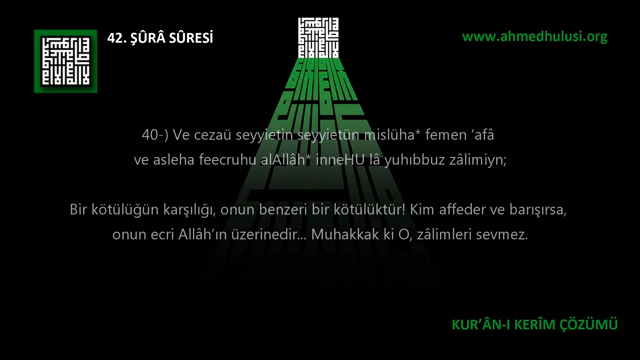 42. ŞÛRÂ SÛRESİ
www.ahmedhulusi.org
40-) Ve cezaü seyyietin seyyietün mislüha* femen ‘afâ
ve asleha feecruhu alAllâh* inneHU lâ yuhıbbuz zâlimiyn;
Bir kötülüğün karşılığı, onun benzeri bir kötülüktür! Kim affeder ve barışırsa,
onun ecri Allâh’ın üzerinedir... Muhakkak ki O, zâlimleri sevmez.
KUR’ÂN-I KERÎM ÇÖZÜMÜ